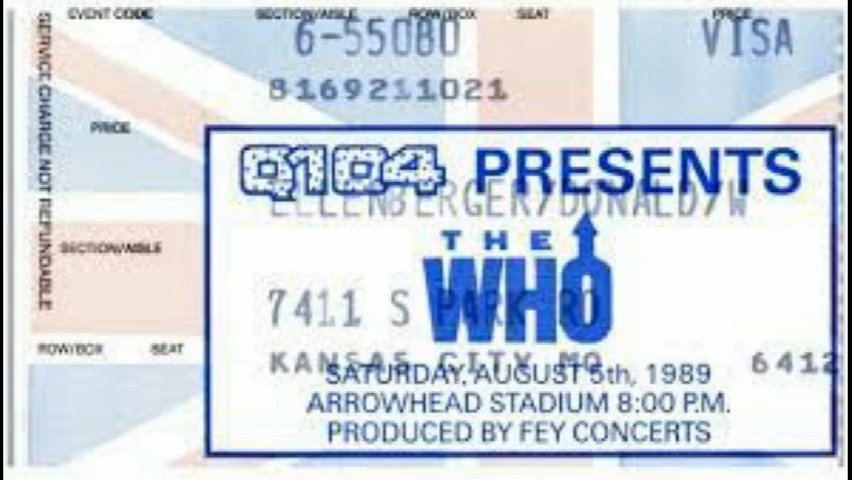 EVENT CODE SECTION/AISLE ROW/BOX SEAT PRICE
6-55080 VISA
8169211021
SERVICE CHARGE NOT REFUNDABLE
PRICE
Q104 PRESENTS
ELLENBERGER/DONALD/W
SECTION/AISLE
THE
WHO
7411 S PARK RD
ROW/BOX SEAT
KANSAS CITY MO 6412
SATURDAY, AUGUST 5th, 1989
ARROWHEAD STADIUM 8:00 P.M.
PRODUCED BY FEY CONCERTS